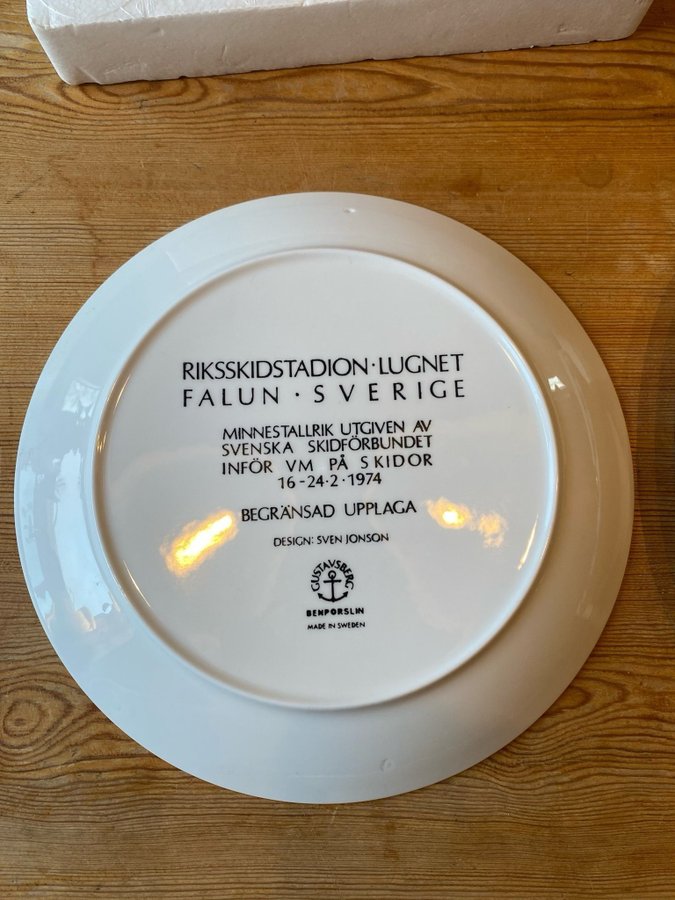 RIKSSKIDSTADION·LUGNET
FALUN·SVERIGE
MINNESTALLRIK UTGIVEN AV
SVENSKA SKIDFÖRBUNDET
INFÖR VM PÅ SKIDOR
16-24·2·1974
BEGRÄNSAD UPPLAGA
DESIGN: SVEN JONSON
GUSTAVSBERG
BENPORSLIN
MADE IN SWEDEN